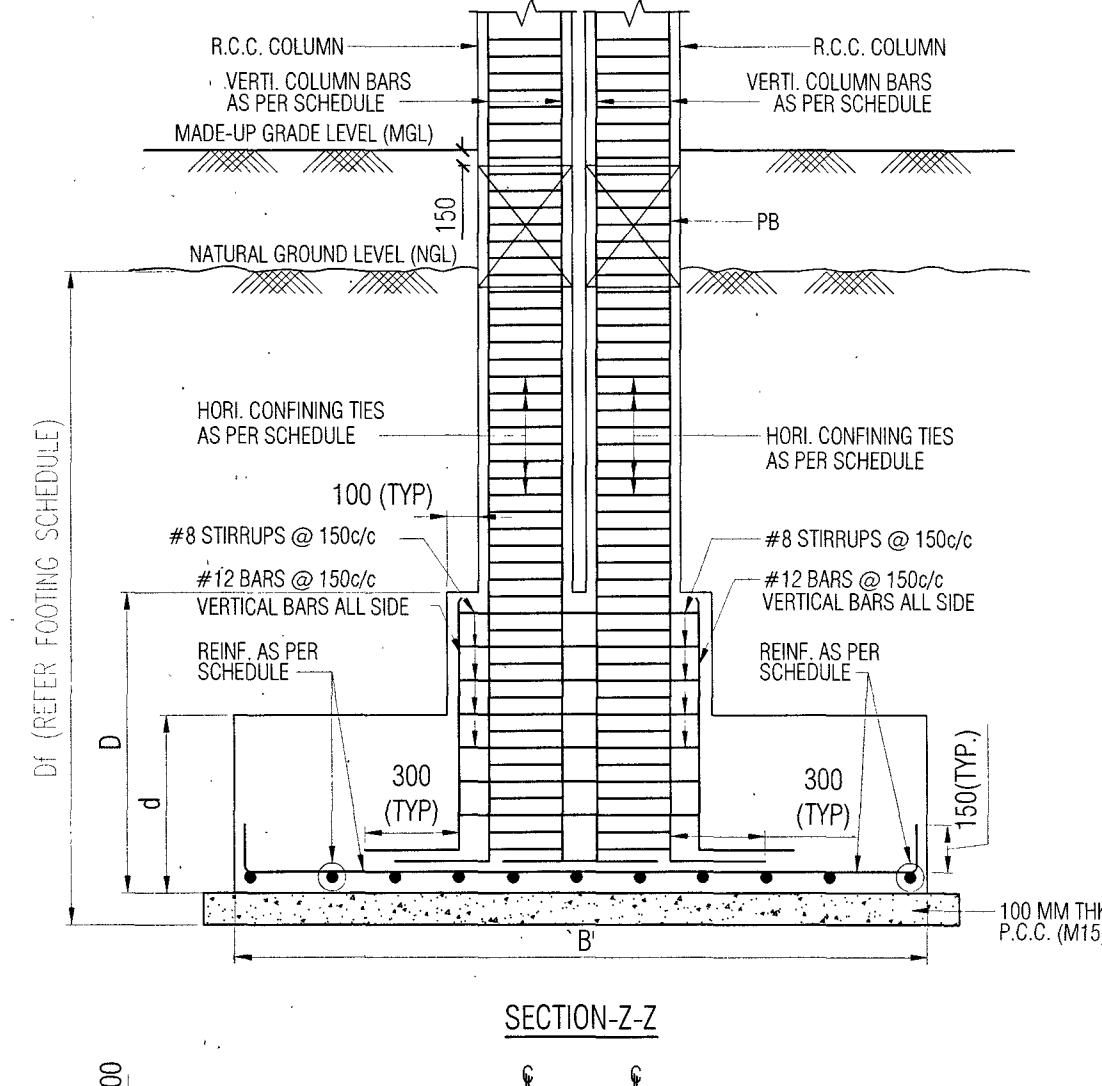 R.C.C. COLUMN
R.C.C. COLUMN
VERTI. COLUMN BARS
AS PER SCHEDULE
VERTI. COLUMN BARS
AS PER SCHEDULE
MADE-UP GRADE LEVEL (MGL)
150
PB
NATURAL GROUND LEVEL (NGL)
HORI. CONFINING TIES
AS PER SCHEDULE
HORI. CONFINING TIES
AS PER SCHEDULE
Df (REFER FOOTING SCHEDULE)
100 (TYP)
#8 STIRRUPS @ 150c/c
#8 STIRRUPS @ 150c/c
#12 BARS @ 150c/c
VERTICAL BARS ALL SIDE
#12 BARS @ 150c/c
VERTICAL BARS ALL SIDE
REINF. AS PER
SCHEDULE
REINF. AS PER
SCHEDULE
D
d
300
(TYP)
300
(TYP)
150(TYP.)
100 MM THK
P.C.C. (M15
'B'
SECTION-Z-Z
00